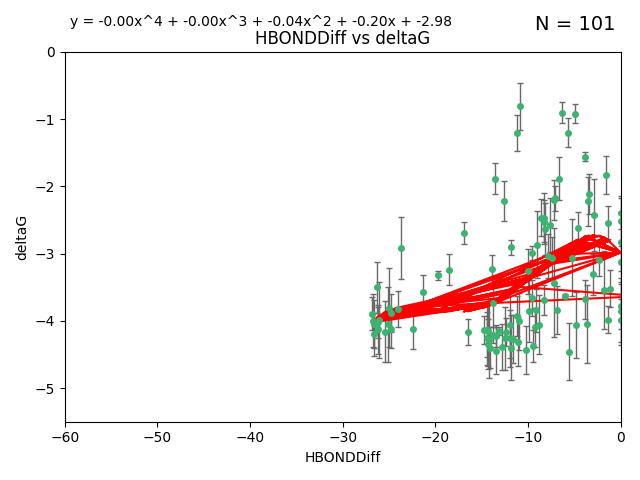 y = -0.00x^4 + -0.00x^3 + -0.04x^2 + -0.20x + -2.98
N = 101
HBONDDiff vs deltaG
0
−1
−2
−3
−4
−5
deltaG
−60 −50 −40 −30 −20 −10 0
HBONDDiff